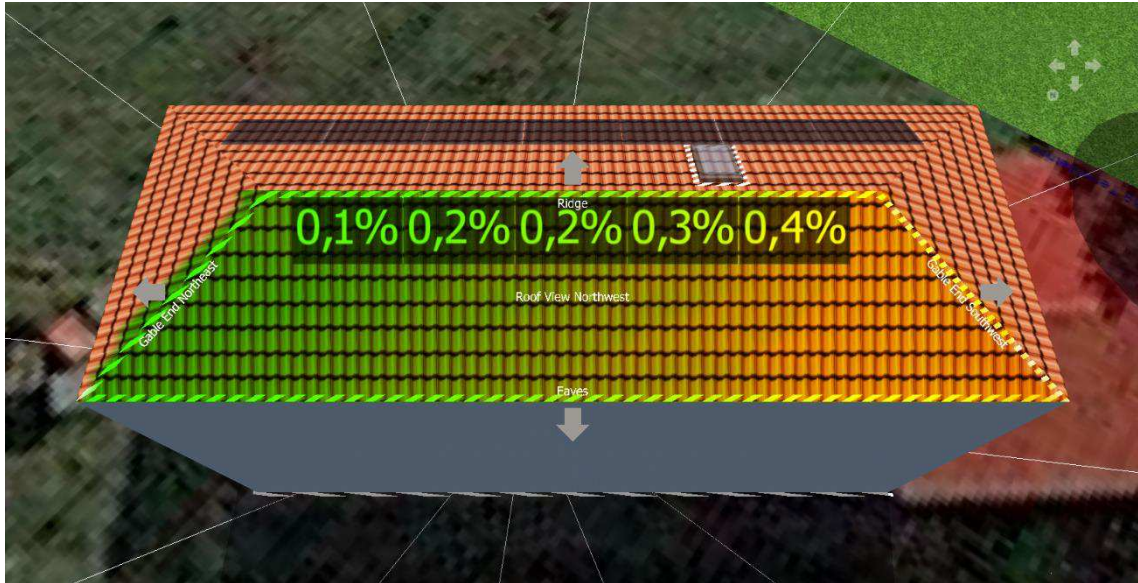 Ridge
0,1% 0,2% 0,2% 0,3% 0,4%
Gable End Northeast
Gable End Southwest
Roof View Northwest
Eaves
N